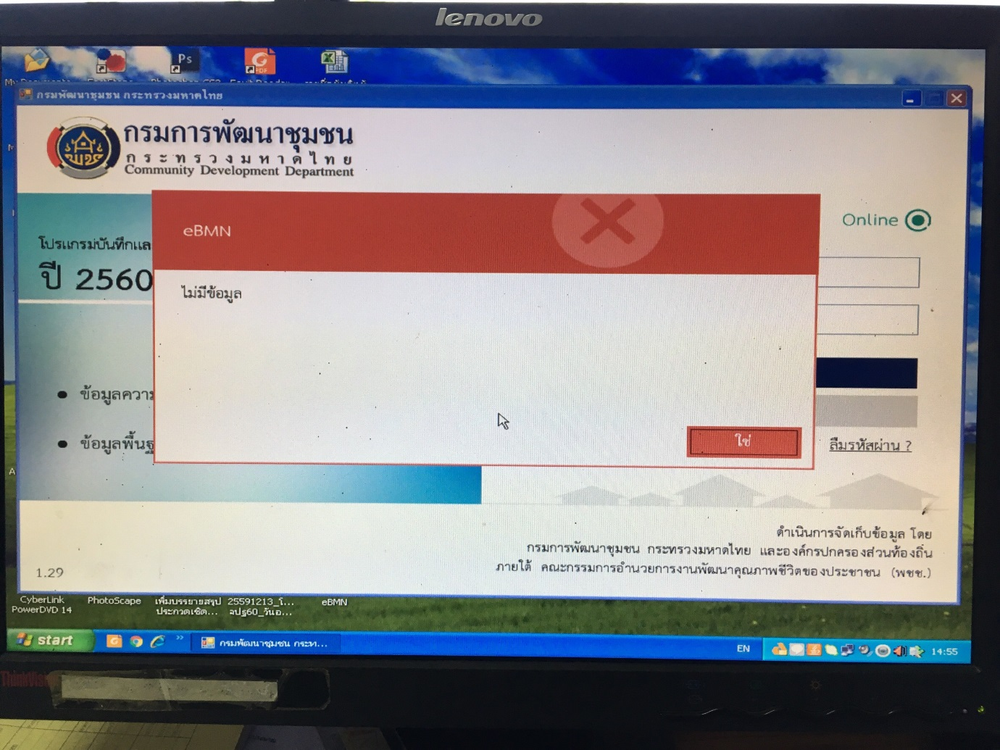 lenovo
Ps
กรมพัฒนาชุมชน กระทรวงมหาดไทย
กรมการพัฒนาชุมชน
กระทรวงมหาดไทย
Community Development Department
eBMN
Online
โปรแกรมบันทึกแล
ปี 2560
ไม่มีข้อมูล
ข้อมูลความ
ข้อมูลพื้นฐ
ใช่
ลืมรหัสผ่าน ?
ดำเนินการจัดเก็บข้อมูล โดย
กรมการพัฒนาชุมชน กระทรวงมหาดไทย และองค์กรปกครองส่วนท้องถิ่น
ภายใต้ คณะกรรมการอำนวยการงานพัฒนาคุณภาพชีวิตของประชาชน (พชช.)
1.29
CyberLink
PowerDVD 14
PhotoScape
เพิ่มบรรยายสรุป
ประกวดเชิด...
25591213_โ...
จปฐ60_วันอ...
eBMN
start
กรมพัฒนาชุมชน กระท...
EN
14:55
ThinkVision